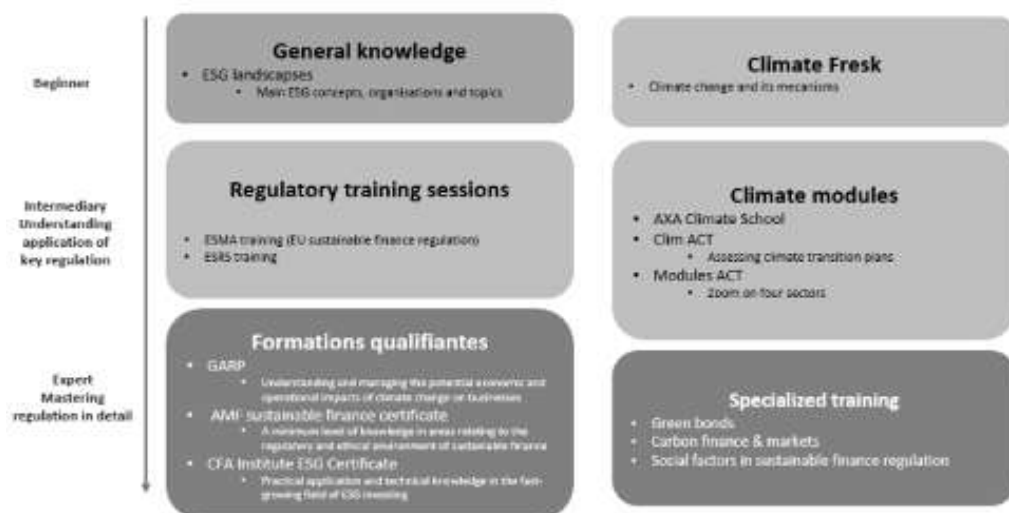 Beginner
General knowledge
• ESG landscapses
• Main ESG concepts, organisations and topics
Climate Fresk
• Climate change and its mecanisms
Intermediary
Understanding
application of
key regulation
Regulatory training sessions
• ESMA training (EU sustainable finance regulation)
• ESRS training
Climate modules
• AXA Climate School
• Clim ACT
• Assessing climate transition plans
• Modules ACT
• Zoom on four sectors
Expert
Mastering
regulation in detail
Formations qualifiantes
• GARP
• Understanding and managing the potential economic and
operational impacts of climate change on businesses
• AMF sustainable finance certificate
• A minimum level of knowledge in areas relating to the
regulatory and ethical environment of sustainable finance
• CFA Institute ESG Certificate
• Practical application and technical knowledge in the fast-
growing field of ESG investing
Specialized training
• Green bonds
• Carbon finance & markets
• Social factors in sustainable finance regulation